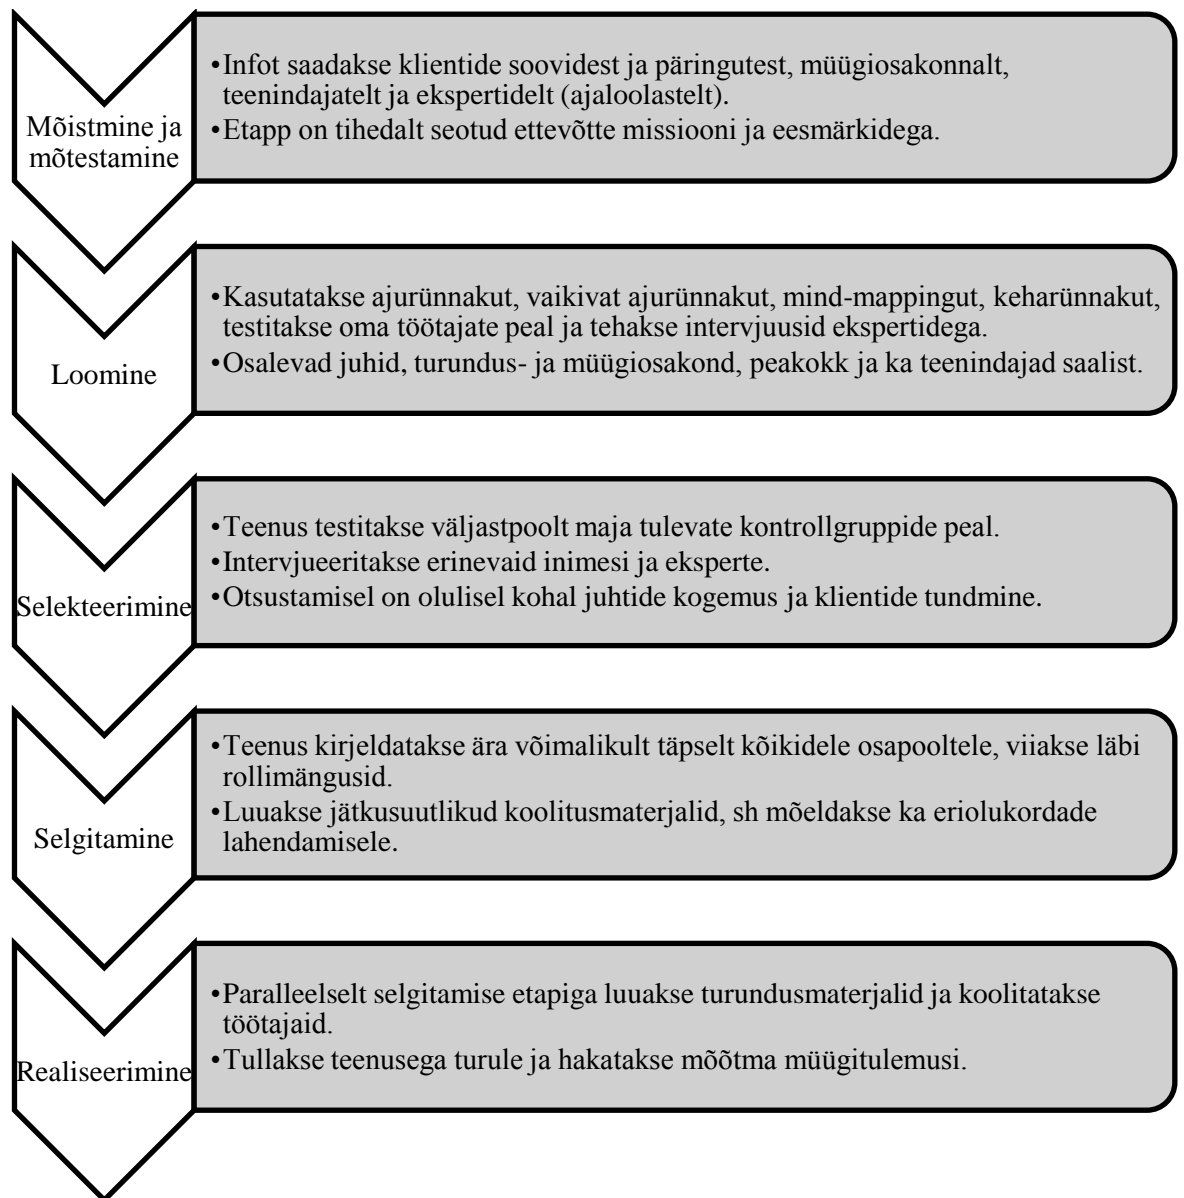 Mõistmine ja
mõtestamine
•Infot saadakse klientide soovidest ja päringutest, müügiosakonnalt,
teenindajatelt ja ekspertidelt (ajaloolastelt).
•Etapp on tihedalt seotud ettevõtte missiooni ja eesmärkidega.
Loomine
•Kasutatakse ajurünnakut, vaikivat ajurünnakut, mind-mappingut, keharünnakut,
testitakse oma töötajate peal ja tehakse intervjuusid ekspertidega.
•Osalevad juhid, turundus- ja müügiosakond, peakokk ja ka teenindajad saalist.
Selekteerimine
•Teenus testitakse väljastpoolt maja tulevate kontrollgruppide peal.
•Intervjueeritakse erinevaid inimesi ja eksperte.
•Otsustamisel on olulisel kohal juhtide kogemus ja klientide tundmine.
Selgitamine
•Teenus kirjeldatakse ära võimalikult täpselt kõikidele osapooltele, viiakse läbi
rollimängusid.
•Luuakse jätkusuutlikud koolitusmaterjalid, sh mõeldakse ka eriolukordade
lahendamisele.
Realiseerimine
•Paralleelselt selgitamise etapiga luuakse turundusmaterjalid ja koolitatakse
töötajaid.
•Tullakse teenusega turule ja hakatakse mõõtma müügitulemusi.